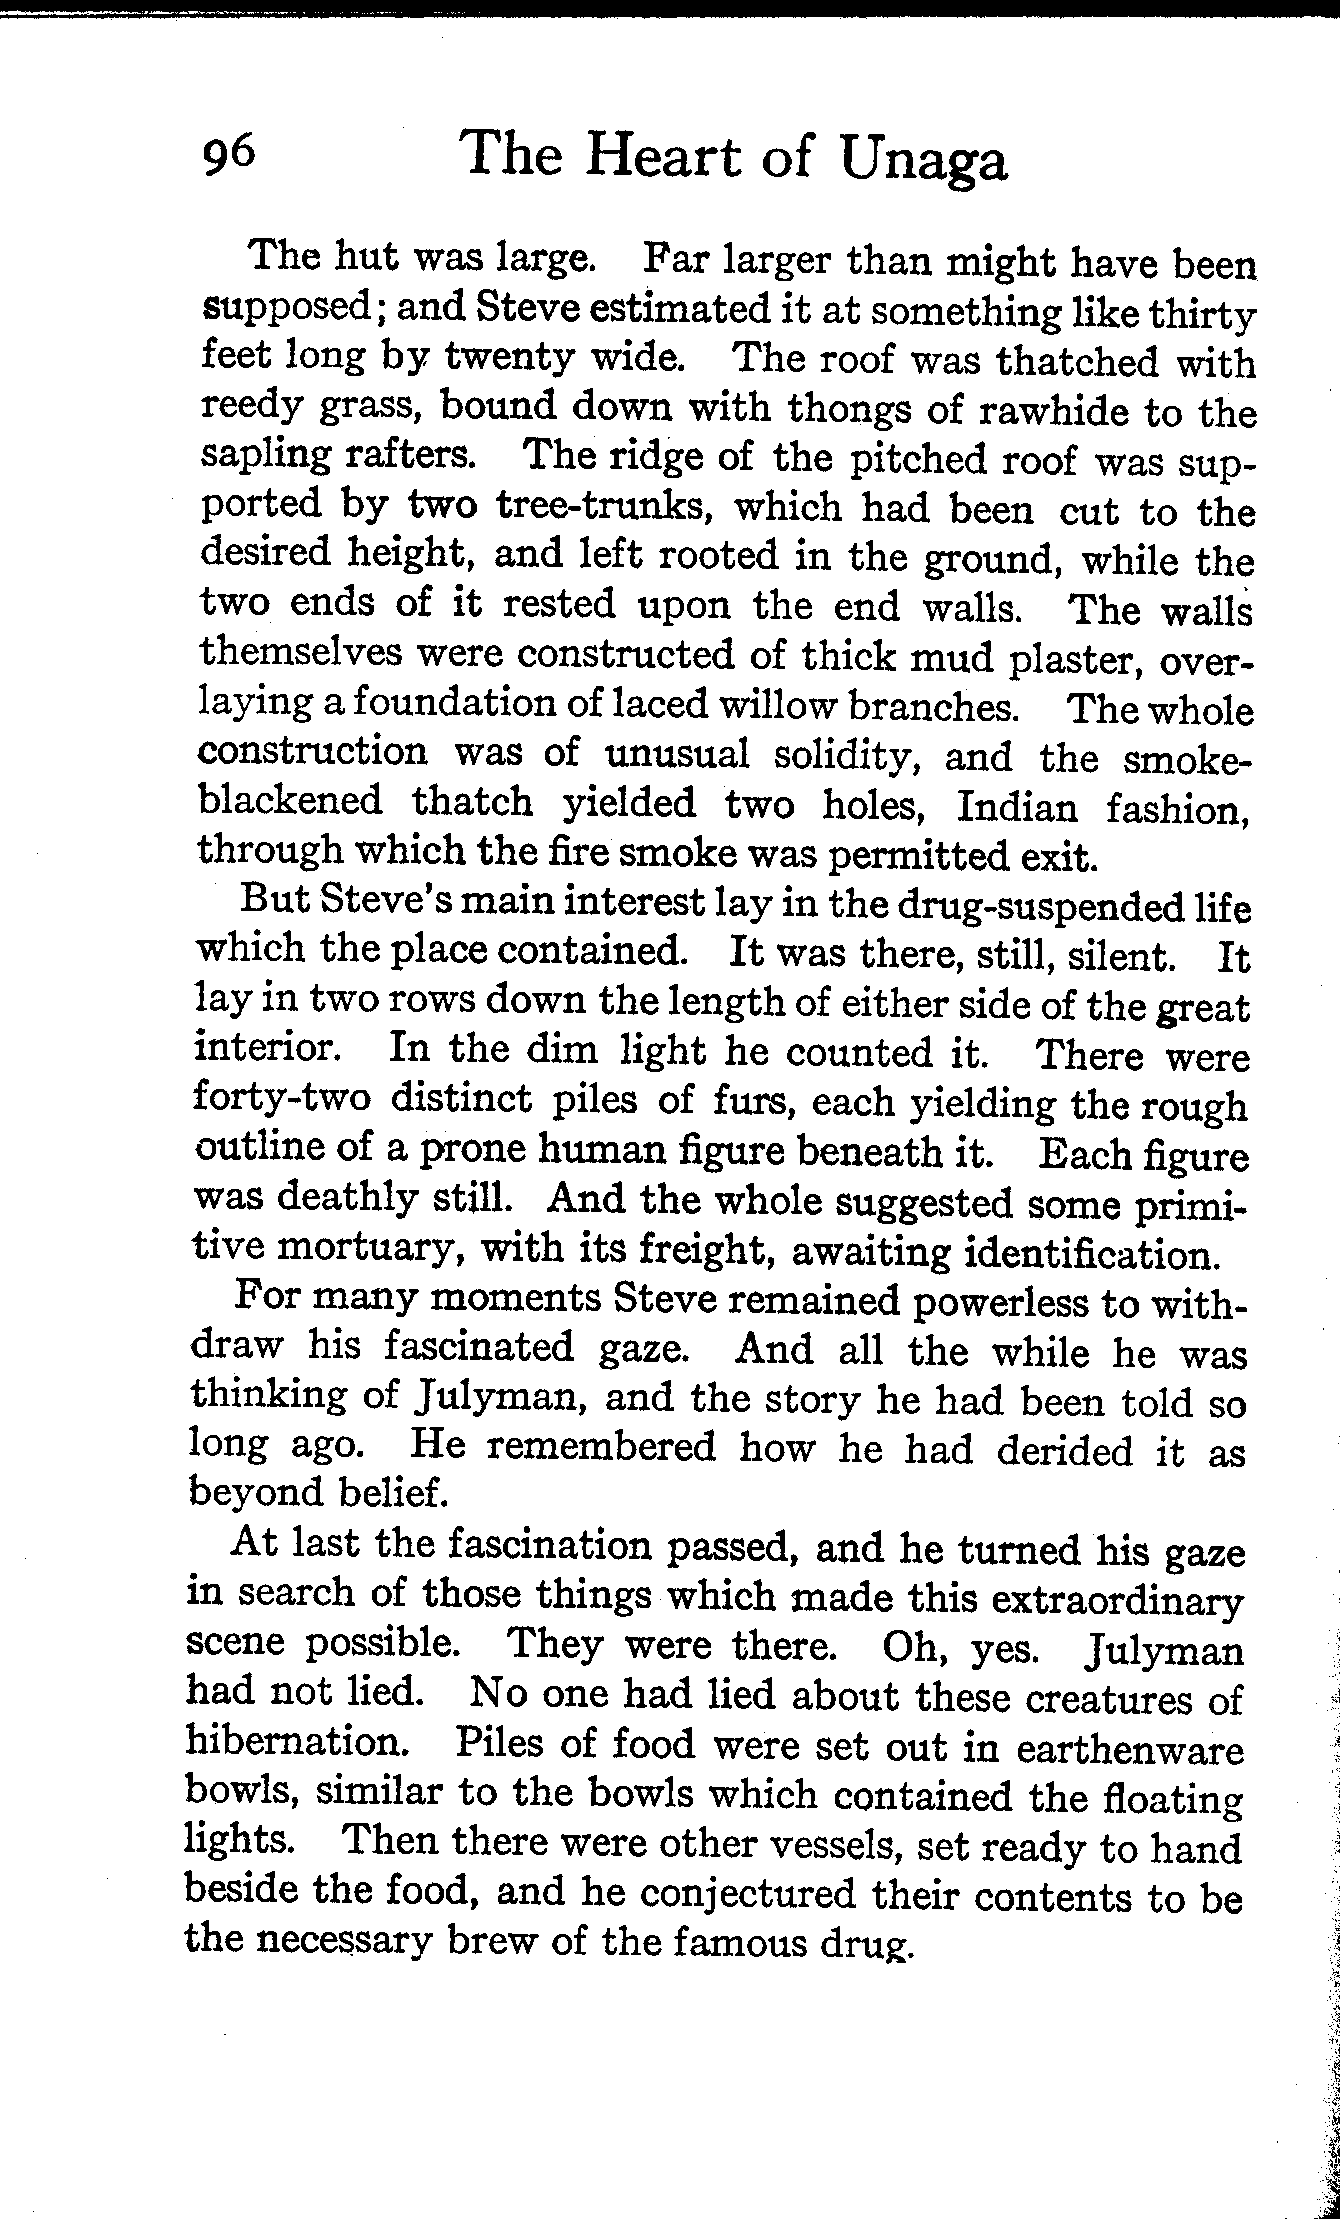 96 The Heart of Unaga
The hut was large. Far larger than might have been
supposed; and Steve estimated it at something like thirty
feet long by twenty wide. The roof was thatched with
reedy grass, bound down with thongs of rawhide to the
sapling rafters. The ridge of the pitched roof was sup-
ported by two tree-trunks, which had been cut to the
desired height, and left rooted in the ground, while the
two ends of it rested upon the end walls. The walls
themselves were constructed of thick mud plaster, over-
laying a foundation of laced willow branches. The whole
construction was of unusual solidity, and the smoke-
blackened thatch yielded two holes, Indian fashion,
through which the fire smoke was permitted exit.
But Steve's main interest lay in the drug-suspended life
which the place contained. It was there, still, silent. It
lay in two rows down the length of either side of the great
interior. In the dim light he counted it. There were
forty-two distinct piles of furs, each yielding the rough
outline of a prone human figure beneath it. Each figure
was deathly still. And the whole suggested some primi-
tive mortuary, with its freight, awaiting identification.
For many moments Steve remained powerless to with-
draw his fascinated gaze. And all the while he was
thinking of Julyman, and the story he had been told so
long ago. He remembered how he had derided it as
beyond belief.
At last the fascination passed, and he turned his gaze
in search of those things which made this extraordinary
scene possible. They were there. Oh, yes. Julyman
had not lied. No one had lied about these creatures of
hibernation. Piles of food were set out in earthenware
bowls, similar to the bowls which contained the floating
lights. Then there were other vessels, set ready to hand
beside the food, and he conjectured their contents to be
the necessary brew of the famous drug.